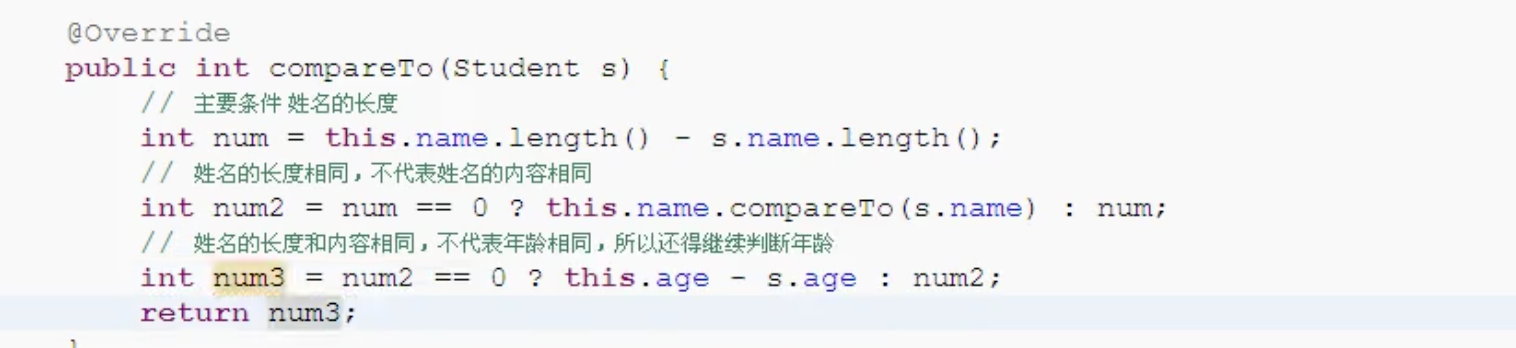 @Override
public int compareTo(Student s) {
// 主要条件 姓名的长度
int num = this.name.length() - s.name.length();
// 姓名的长度相同，不代表姓名的内容相同
int num2 = num == 0 ? this.name.compareTo(s.name) : num;
// 姓名的长度和内容相同，不代表年龄相同，所以还得继续判断年龄
int num3 = num2 == 0 ? this.age - s.age : num2;
return num3;
}